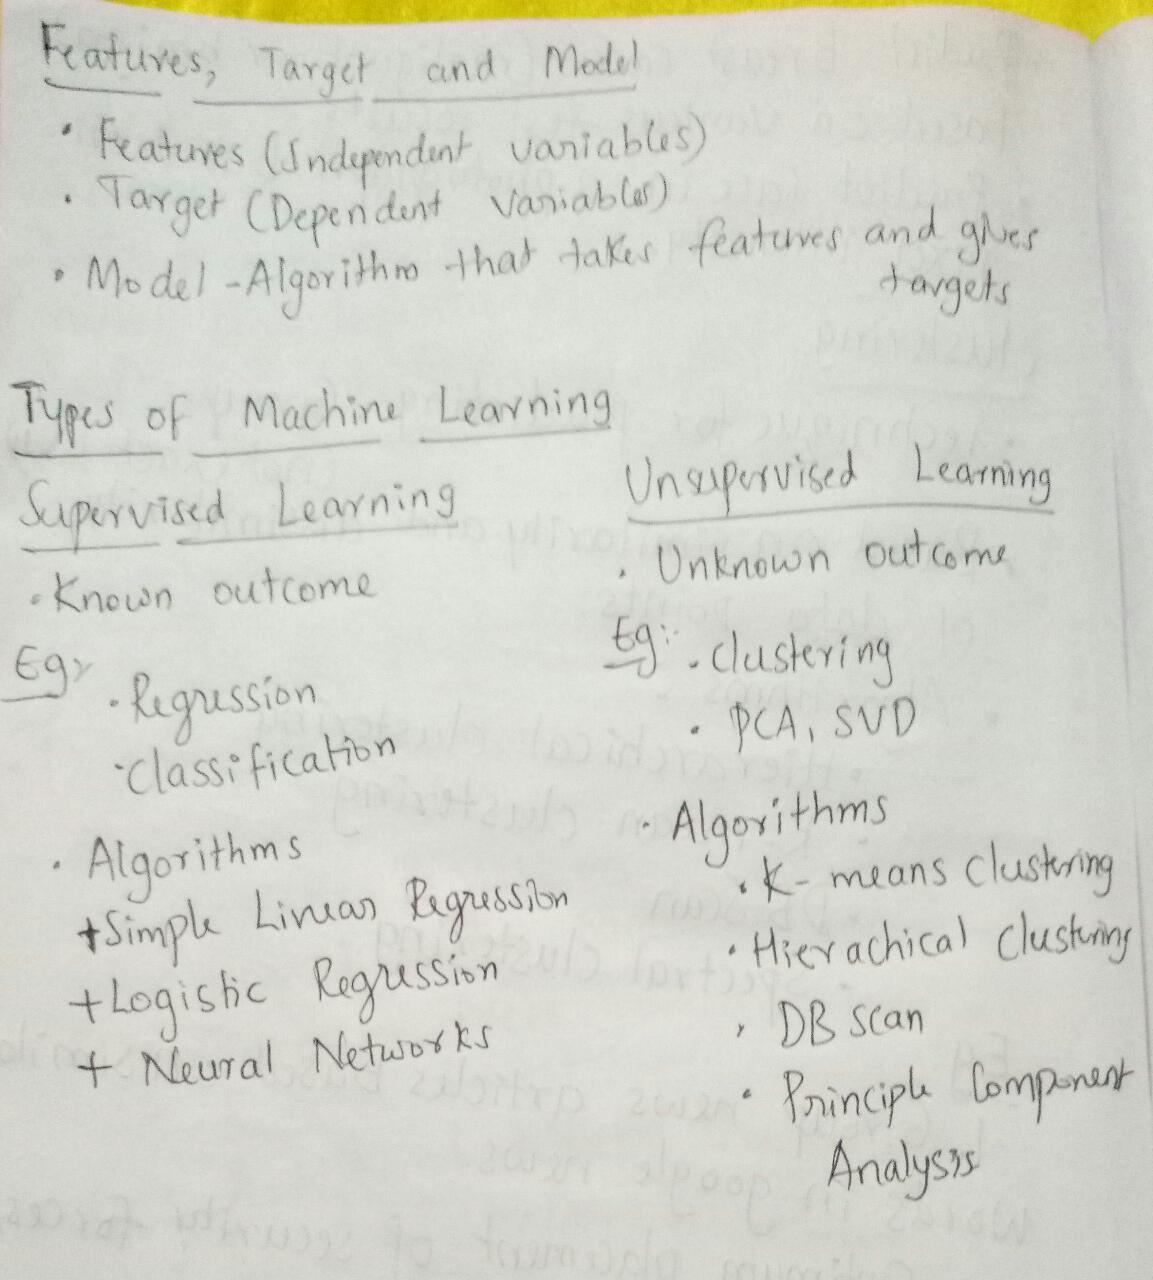 Features, Target and Model
• Features (Independent variables)
• Target (Dependent Variables)
• Model - Algorithm that takes features and gives
targets
Types of Machine Learning
Supervised Learning
• Known outcome
Eg:
• Regression
• Classification
• Algorithms
+ Simple Linear Regression
+ Logistic Regression
+ Neural Networks
Unsupervised Learning
• Unknown outcome
Eg:- • Clustering
• PCA, SVD
• Algorithms
• K-means Clustering
• Hierachical Clustering
• DB scan
• Principle Component
Analysis